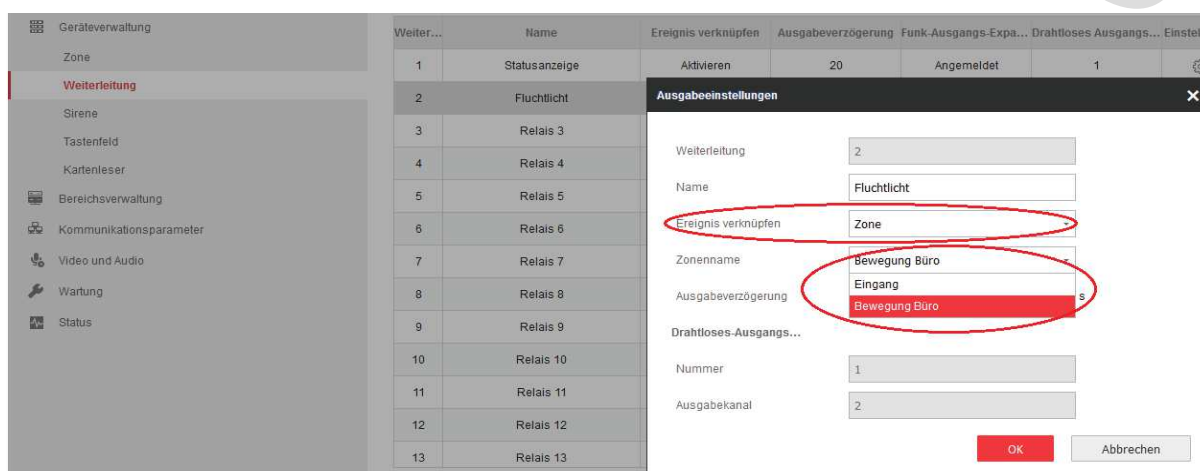 Geräteverwaltung
Zone
Weiterleitung
Sirene
Tastenfeld
Kartenleser
Bereichsverwaltung
Kommunikationsparameter
Video und Audio
Wartung
Status
Weiter... Name Ereignis verknüpfen Ausgabeverzögerung Funk-Ausgangs-Expa... Drahtloses Ausgangs... Einstel
1 Statusanzeige Aktivieren 20 Angemeldet 1
2 Fluchtlicht
3 Relais 3
4 Relais 4
5 Relais 5
6 Relais 6
7 Relais 7
8 Relais 8
9 Relais 9
10 Relais 10
11 Relais 11
12 Relais 12
13 Relais 13
Ausgabeeinstellungen
Weiterleitung 2
Name Fluchtlicht
Ereignis verknüpfen Zone
Zonenname Bewegung Büro
Eingang
Ausgabeverzögerung s
Bewegung Büro
Drahtloses-Ausgangs...
Nummer 1
Ausgabekanal 2
OK Abbrechen